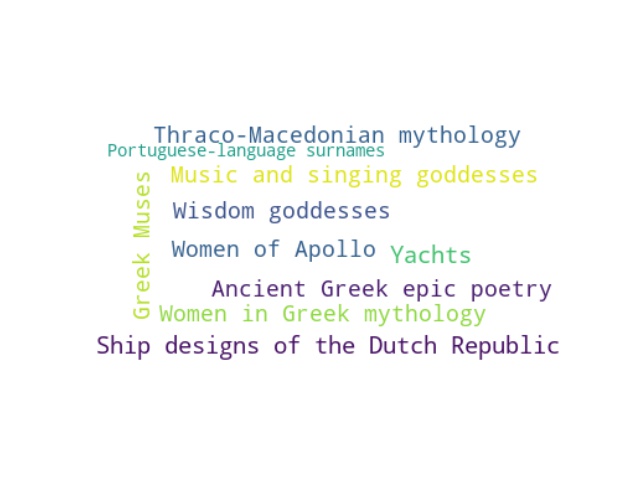 Thraco-Macedonian mythology
Portuguese-language surnames
Music and singing goddesses
Greek Muses
Wisdom goddesses
Women of Apollo
Yachts
Ancient Greek epic poetry
Women in Greek mythology
Ship designs of the Dutch Republic